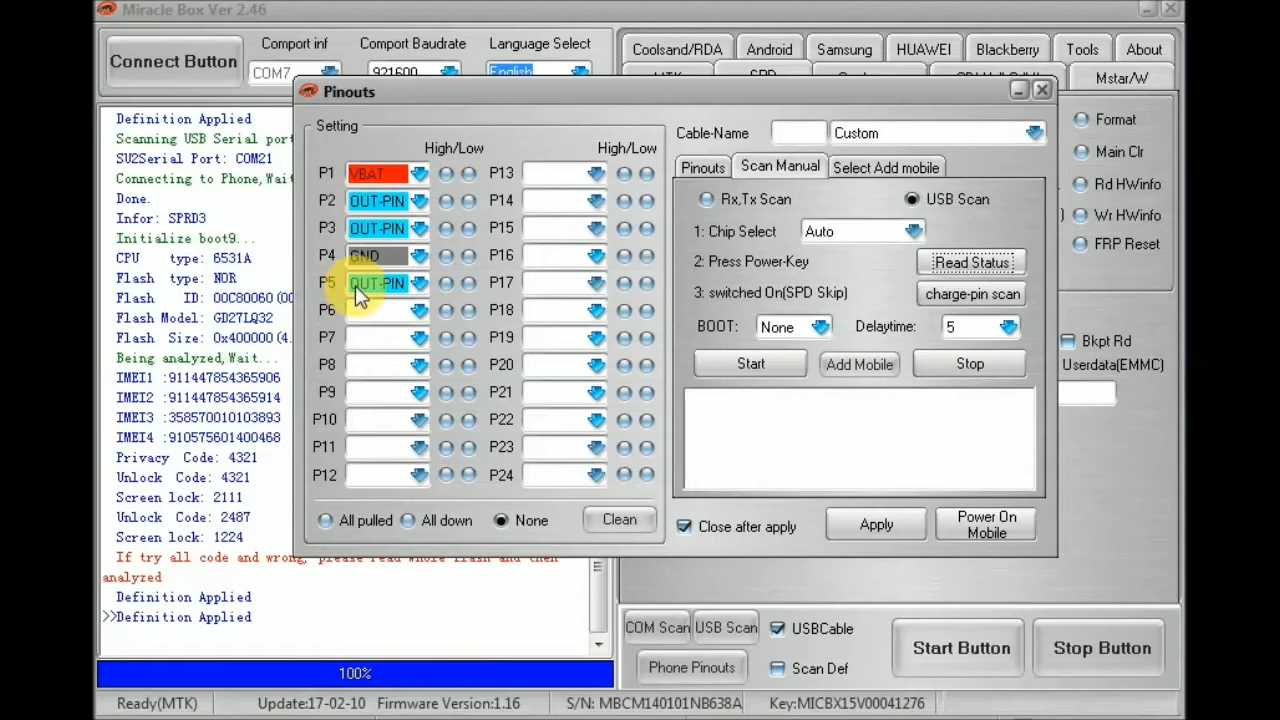 Miracle Box Ver 2.46
Connect Button
Comport inf
Comport Baudrate
Language Select
COM7
921600
English
Coolsand/RDA
Android
Samsung
HUAWEI
Blackberry
Tools
About
MTK
SPD
Mstar/W
Definition Applied
Scanning USB Serial port
SU2Serial Port: COM21
Connecting to Phone,Wait
Done.
Infor: SPRD3
Initialize boot9...
CPU type: 6531A
Flash type: NOR
Flash ID: 00C80060 (00
Flash Model: GD27LQ32
Flash Size: 0x400000(4.
Being analyzed,Wait...
IMEI1 :911447854365906
IMEI2 :911447854365914
IMEI3 :358570010103893
IMEI4 :910575601400468
Privacy Code: 4321
Unlock Code: 4321
Screen lock: 2111
Unlock Code: 2487
Screen lock: 1224
If try all code and wrong, please read whole flash and then
analyzed
Definition Applied
>>Definition Applied
100%
Pinouts
Setting
High/Low
High/Low
P1 VBAT P13
P2 OUT-PIN P14
P3 OUT-PIN P15
P4 GND P16
P5 OUT-PIN P17
P6 P18
P7 P19
P8 P20
P9 P21
P10 P22
P11 P23
P12 P24
All pulled
All down
None
Clean
Cable-Name
Custom
Pinouts
Scan Manual
Select Add mobile
Rx,Tx Scan
USB Scan
1: Chip Select
Auto
2: Press Power-Key
Read Status
3: switched On(SPD Skip)
charge-pin scan
BOOT:
None
Delaytime:
5
Start
Add Mobile
Stop
Close after apply
Apply
Power On
Mobile
Format
Main Clr
Rd HWinfo
Wr HWinfo
FRP Reset
Bkpt Rd
Userdata(EMMC)
COM Scan
USB Scan
USBCable
Phone Pinouts
Scan Def
Start Button
Stop Button
Ready(MTK)
Update:17-02-10 Firmware Version:1.16
S/N: MBCM140101NB638A
Key:MICBX15V00041276